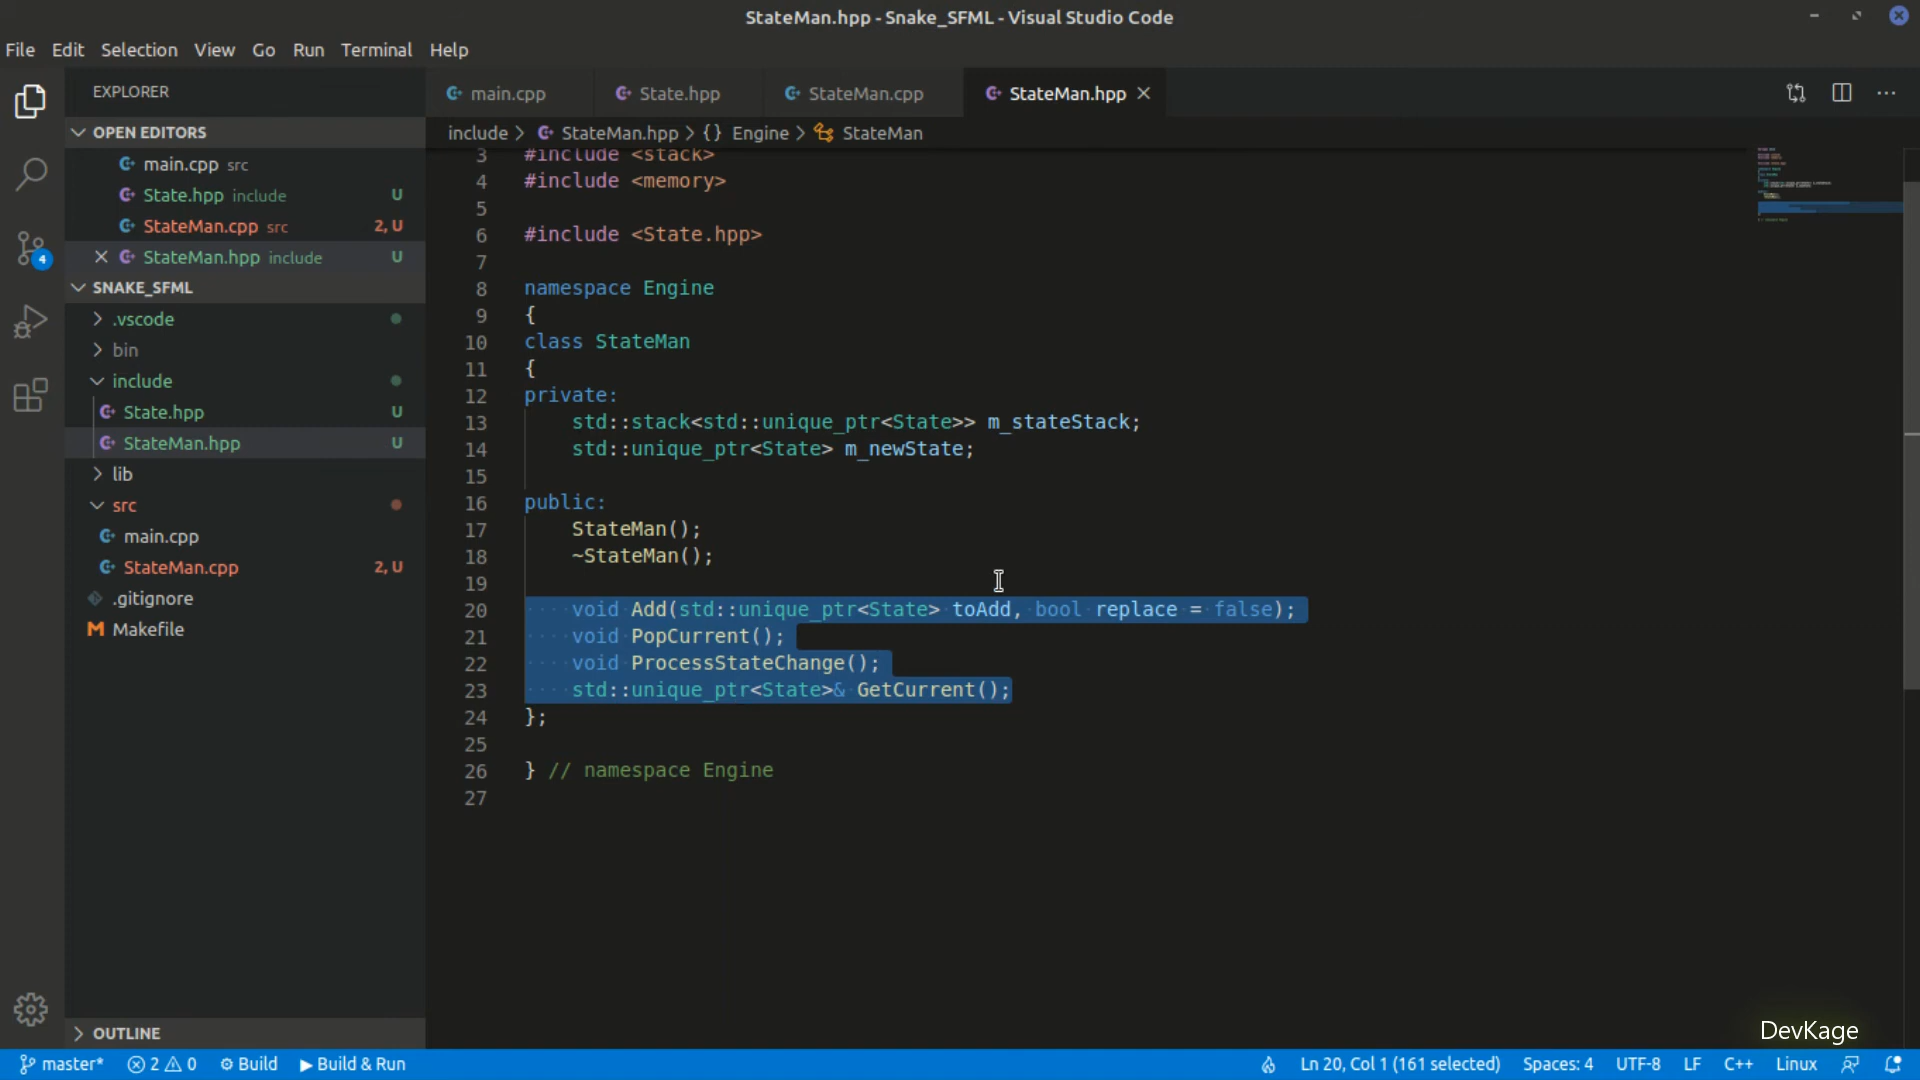 StateMan.hpp - Snake_SFML - Visual Studio Code
File Edit Selection View Go Run Terminal Help
EXPLORER
OPEN EDITORS
main.cpp src
State.hpp include U
StateMan.cpp src 2, U
StateMan.hpp include U
SNAKE_SFML
.vscode
bin
include
State.hpp U
StateMan.hpp U
lib
src
main.cpp
StateMan.cpp 2, U
.gitignore
Makefile
OUTLINE
4
main.cpp State.hpp StateMan.cpp StateMan.hpp
include > StateMan.hpp > {} Engine > StateMan
3 #include <stack>
4 #include <memory>
5
6 #include <State.hpp>
7
8 namespace Engine
9 {
10 class StateMan
11 {
12 private:
13     std::stack<std::unique_ptr<State>> m_stateStack;
14     std::unique_ptr<State> m_newState;
15
16 public:
17     StateMan();
18     ~StateMan();
19
20     void Add(std::unique_ptr<State> toAdd, bool replace = false);
21     void PopCurrent();
22     void ProcessStateChange();
23     std::unique_ptr<State>& GetCurrent();
24 };
25
26 } // namespace Engine
27
DevKage
master* 2 0 Build Build & Run Ln 20, Col 1 (161 selected) Spaces: 4 UTF-8 LF C++ Linux